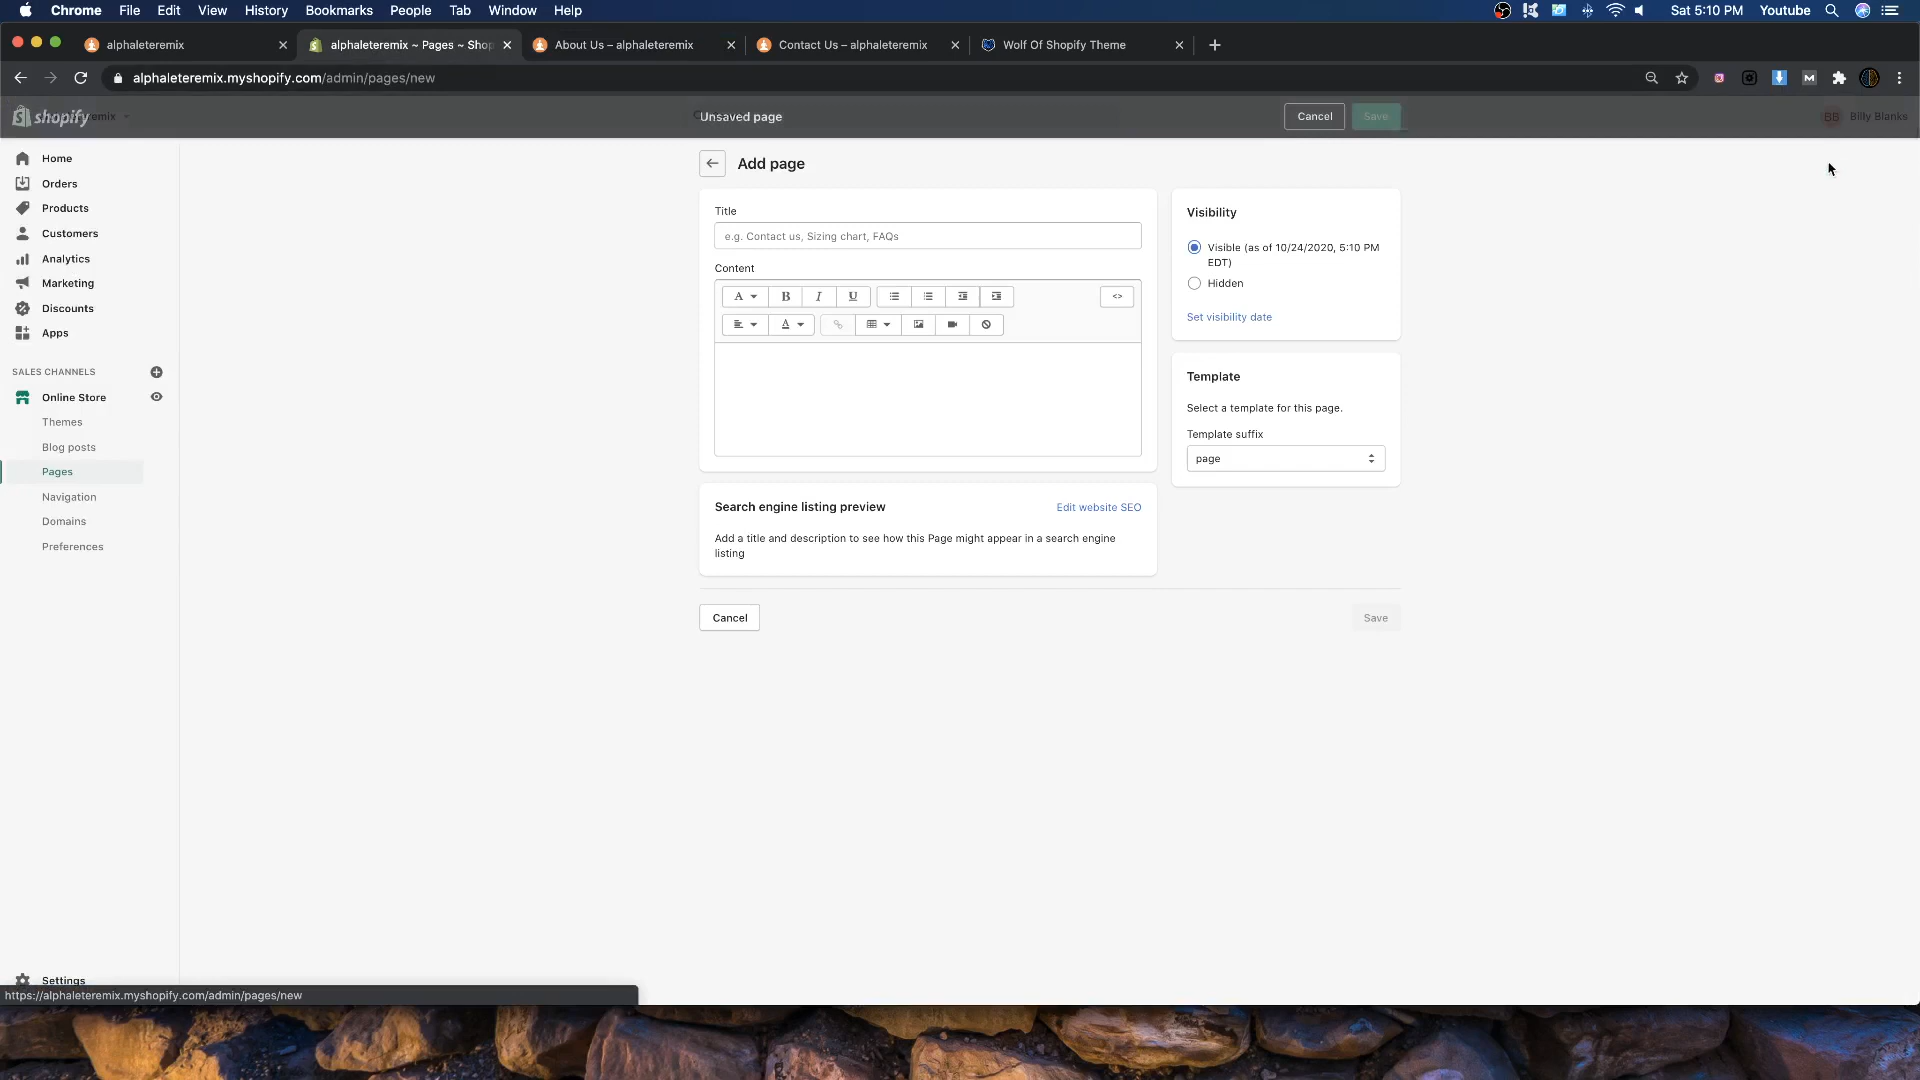 Chrome File Edit View History Bookmarks People Tab Window Help
Sat 5:10 PM Youtube
alphaleteremix
alphaleteremix ~ Pages ~ Shop
About Us – alphaleteremix
Contact Us – alphaleteremix
Wolf Of Shopify Theme
alphaleteremix.myshopify.com/admin/pages/new
shopify
Unsaved page
Cancel
Save
BB Billy Blanks
Home
Orders
Products
Customers
Analytics
Marketing
Discounts
Apps
SALES CHANNELS
Online Store
Themes
Blog posts
Pages
Navigation
Domains
Preferences
Settings
Add page
Title
e.g. Contact us, Sizing chart, FAQs
Content
A B I U <>
A
Search engine listing preview
Edit website SEO
Add a title and description to see how this Page might appear in a search engine
listing
Cancel
Save
Visibility
Visible (as of 10/24/2020, 5:10 PM
EDT)
Hidden
Set visibility date
Template
Select a template for this page.
Template suffix
page
https://alphaleteremix.myshopify.com/admin/pages/new